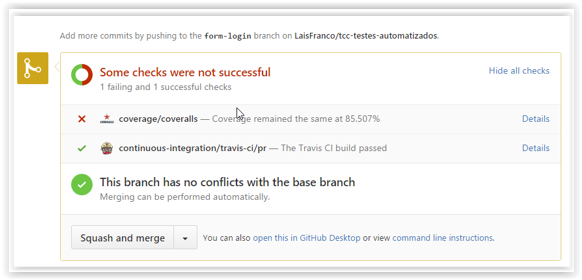 Add more commits by pushing to the form-login branch on LaisFranco/tcc-testes-automatizados.
Some checks were not successful
Hide all checks
1 failing and 1 successful checks
coverage/coveralls — Coverage remained the same at 85.507%
Details
continuous-integration/travis-ci/pr — The Travis CI build passed
Details
This branch has no conflicts with the base branch
Merging can be performed automatically.
Squash and merge
You can also open this in GitHub Desktop or view command line instructions.